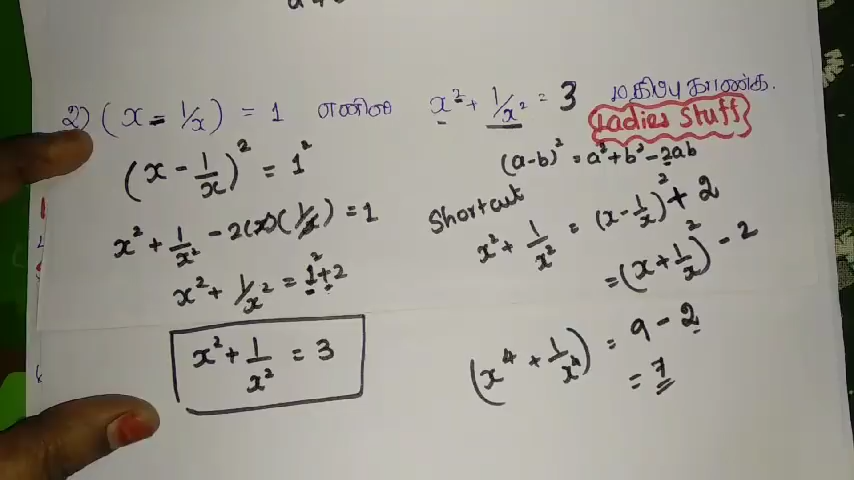 2) (x - 1/x) = 1 எனில் x² + 1/x² = 3 மதிப்பு காண்க.
Ladies Stuff
(x - 1/x)² = 1²
(a-b)² = a² + b² - 2ab
x² + 1/x² - 2(x)(1/x) = 1
Shortcut
x² + 1/x² = (x - 1/x)² + 2
x² + 1/x² = 1² + 2
= (x + 1/x)² - 2
x² + 1/x² = 3
(x⁴ + 1/x⁴) = 9 - 2
= 7